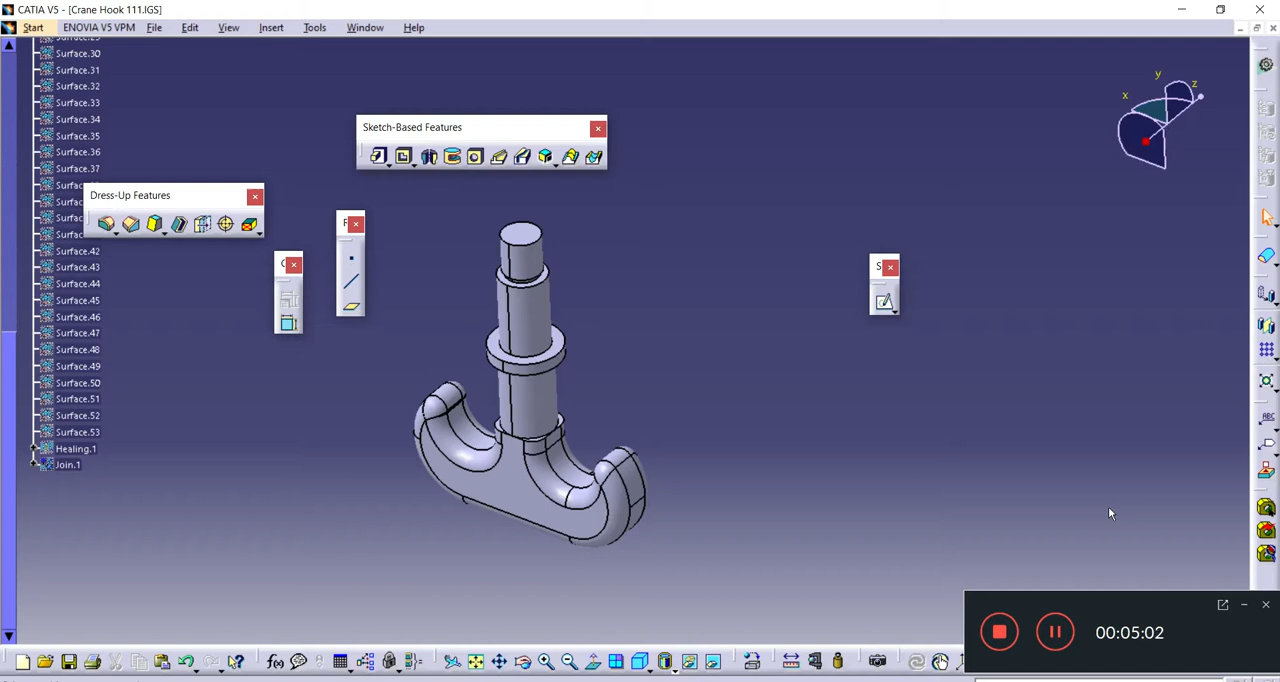 CATIA V5 - [Crane Hook 111.IGS]
Start ENOVIA V5 VPM File Edit View Insert Tools Window Help
Surface.30
Surface.31
Surface.32
Surface.33
Surface.34
Surface.35
Surface.36
Surface.37
Surface.42
Surface.43
Surface.44
Surface.45
Surface.46
Surface.47
Surface.48
Surface.49
Surface.50
Surface.51
Surface.52
Surface.53
Healing.1
Join.1
Sketch-Based Features
Dress-Up Features
S...
x y z
ABC
f(x)
00:05:02